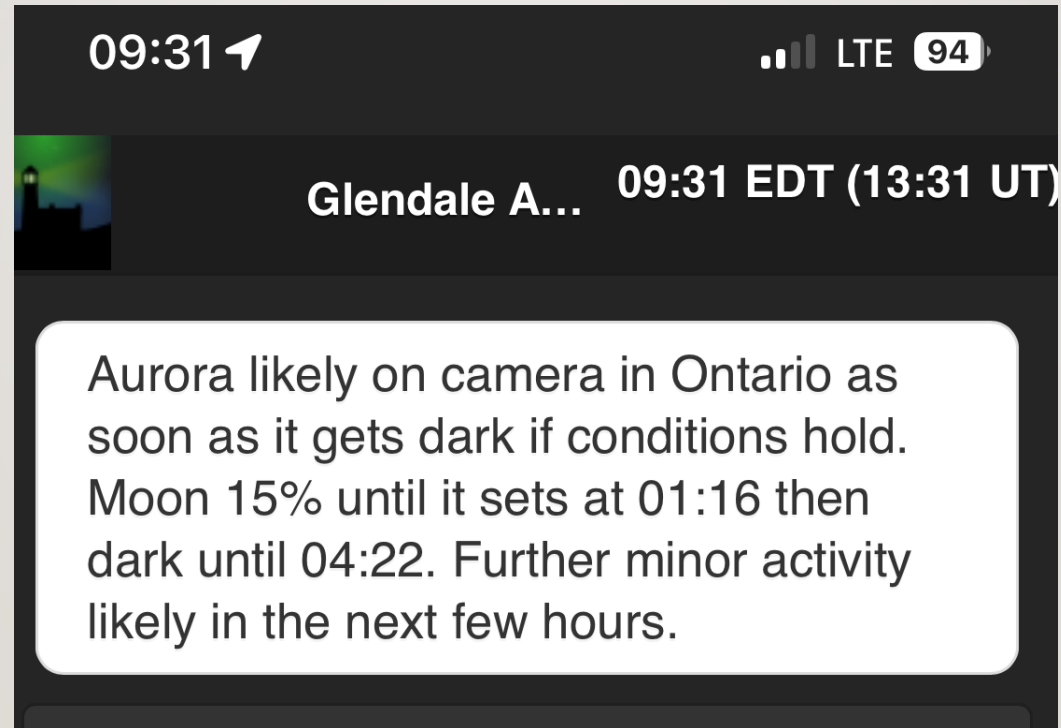 09:31 LTE 94
Glendale A... 09:31 EDT (13:31 UT)
Aurora likely on camera in Ontario as
soon as it gets dark if conditions hold.
Moon 15% until it sets at 01:16 then
dark until 04:22. Further minor activity
likely in the next few hours.